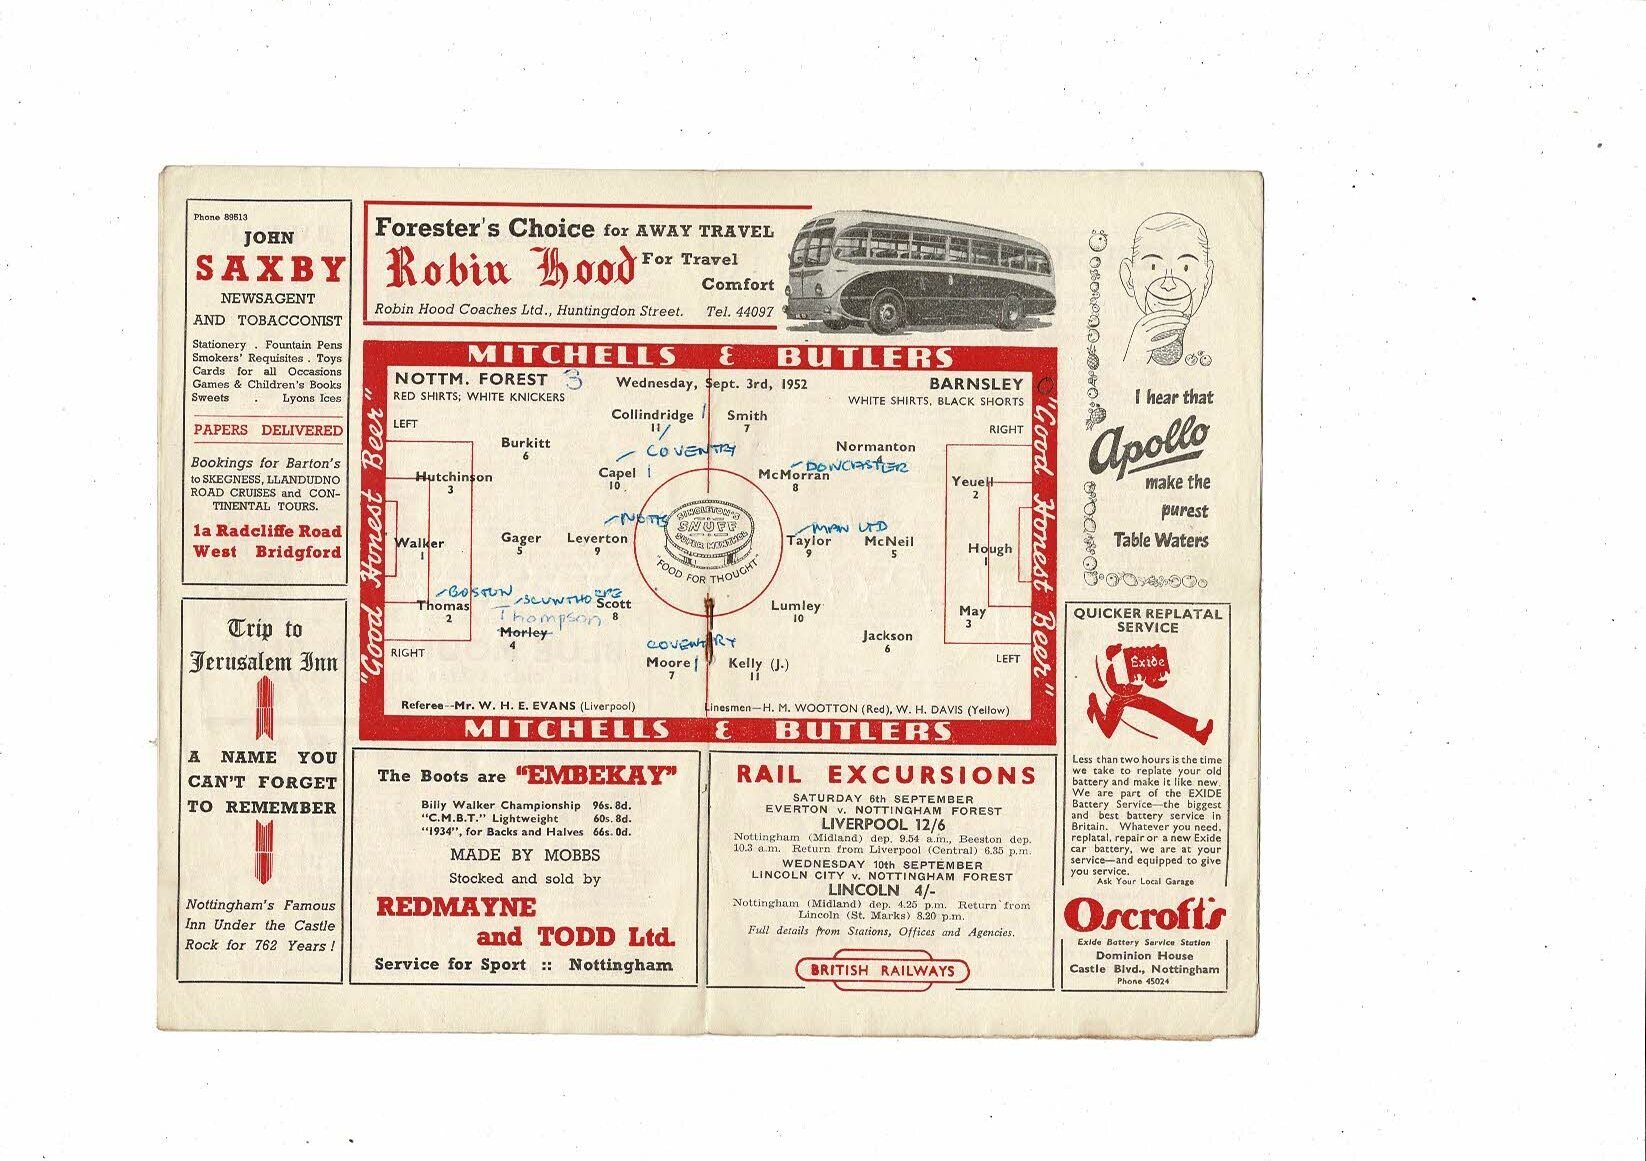 Phone 89513
JOHN
SAXBY
NEWSAGENT
AND TOBACCONIST
Stationery . Fountain Pens
Smokers' Requisites . Toys
Cards for all Occasions
Games & Children's Books
Sweets . Lyons Ices
PAPERS DELIVERED
Bookings for Barton's
to SKEGNESS, LLANDUDNO
ROAD CRUISES and CON-
TINENTAL TOURS.
1a Radcliffe Road
West Bridgford
Trip to
Jerusalem Inn
A NAME YOU
CAN'T FORGET
TO REMEMBER
Nottingham's Famous
Inn Under the Castle
Rock for 762 Years !
Forester's Choice for AWAY TRAVEL
Robin Hood For Travel
Comfort
Robin Hood Coaches Ltd., Huntingdon Street. Tel. 44097
MITCHELLS & BUTLERS
"Good Honest Beer"
NOTTM. FOREST 3
RED SHIRTS; WHITE KNICKERS
Wednesday, Sept. 3rd, 1952
BARNSLEY 0
WHITE SHIRTS, BLACK SHORTS
LEFT
RIGHT
Collindridge
11
Smith
7
Burkitt
6
COVENTRY
Normanton
4
Capel
10
McMorran
8
DONCASTER
Hutchinson
3
Yeuell
2
NOTTS
SINGLETON'S
SNUFF
SUPER MENTHOL
"FOOD FOR THOUGHT"
MAN UTD
Walker
1
Gager
5
Leverton
9
Taylor
9
McNeil
5
Hough
1
BOSTON
SCUNTHORPE
Thomas
2
Thompson
Scott
8
Morley
4
Lumley
10
May
3
Jackson
6
COVENTRY
Moore
7
Kelly (J.)
11
RIGHT
LEFT
Referee--Mr. W. H. E. EVANS (Liverpool)
Linesmen—H. M. WOOTTON (Red), W. H. DAVIS (Yellow)
"Good Honest Beer"
MITCHELLS & BUTLERS
The Boots are "EMBEKAY"
Billy Walker Championship 96s. 8d.
"C.M.B.T." Lightweight 60s. 8d.
"1934", for Backs and Halves 66s. 0d.
MADE BY MOBBS
Stocked and sold by
REDMAYNE
and TODD Ltd.
Service for Sport :: Nottingham
RAIL EXCURSIONS
SATURDAY 6th SEPTEMBER
EVERTON v. NOTTINGHAM FOREST
LIVERPOOL 12/6
Nottingham (Midland) dep. 9.54 a.m., Beeston dep.
10.3 a.m. Return from Liverpool (Central) 6.35 p.m.
WEDNESDAY 10th SEPTEMBER
LINCOLN CITY v. NOTTINGHAM FOREST
LINCOLN 4/-
Nottingham (Midland) dep. 4.25 p.m. Return from
Lincoln (St. Marks) 8.20 p.m.
Full details from Stations, Offices and Agencies.
BRITISH RAILWAYS
I hear that
Apollo
make the
purest
Table Waters
QUICKER REPLATAL
SERVICE
Exide
Less than two hours is the time
we take to replate your old
battery and make it like new.
We are part of the EXIDE
Battery Service—the biggest
and best battery service in
Britain. Whatever you need,
replatal, repair or a new Exide
car battery, we are at your
service—and equipped to give
you service.
Ask Your Local Garage
Oscroft's
Exide Battery Service Station
Dominion House
Castle Blvd., Nottingham
Phone 45024